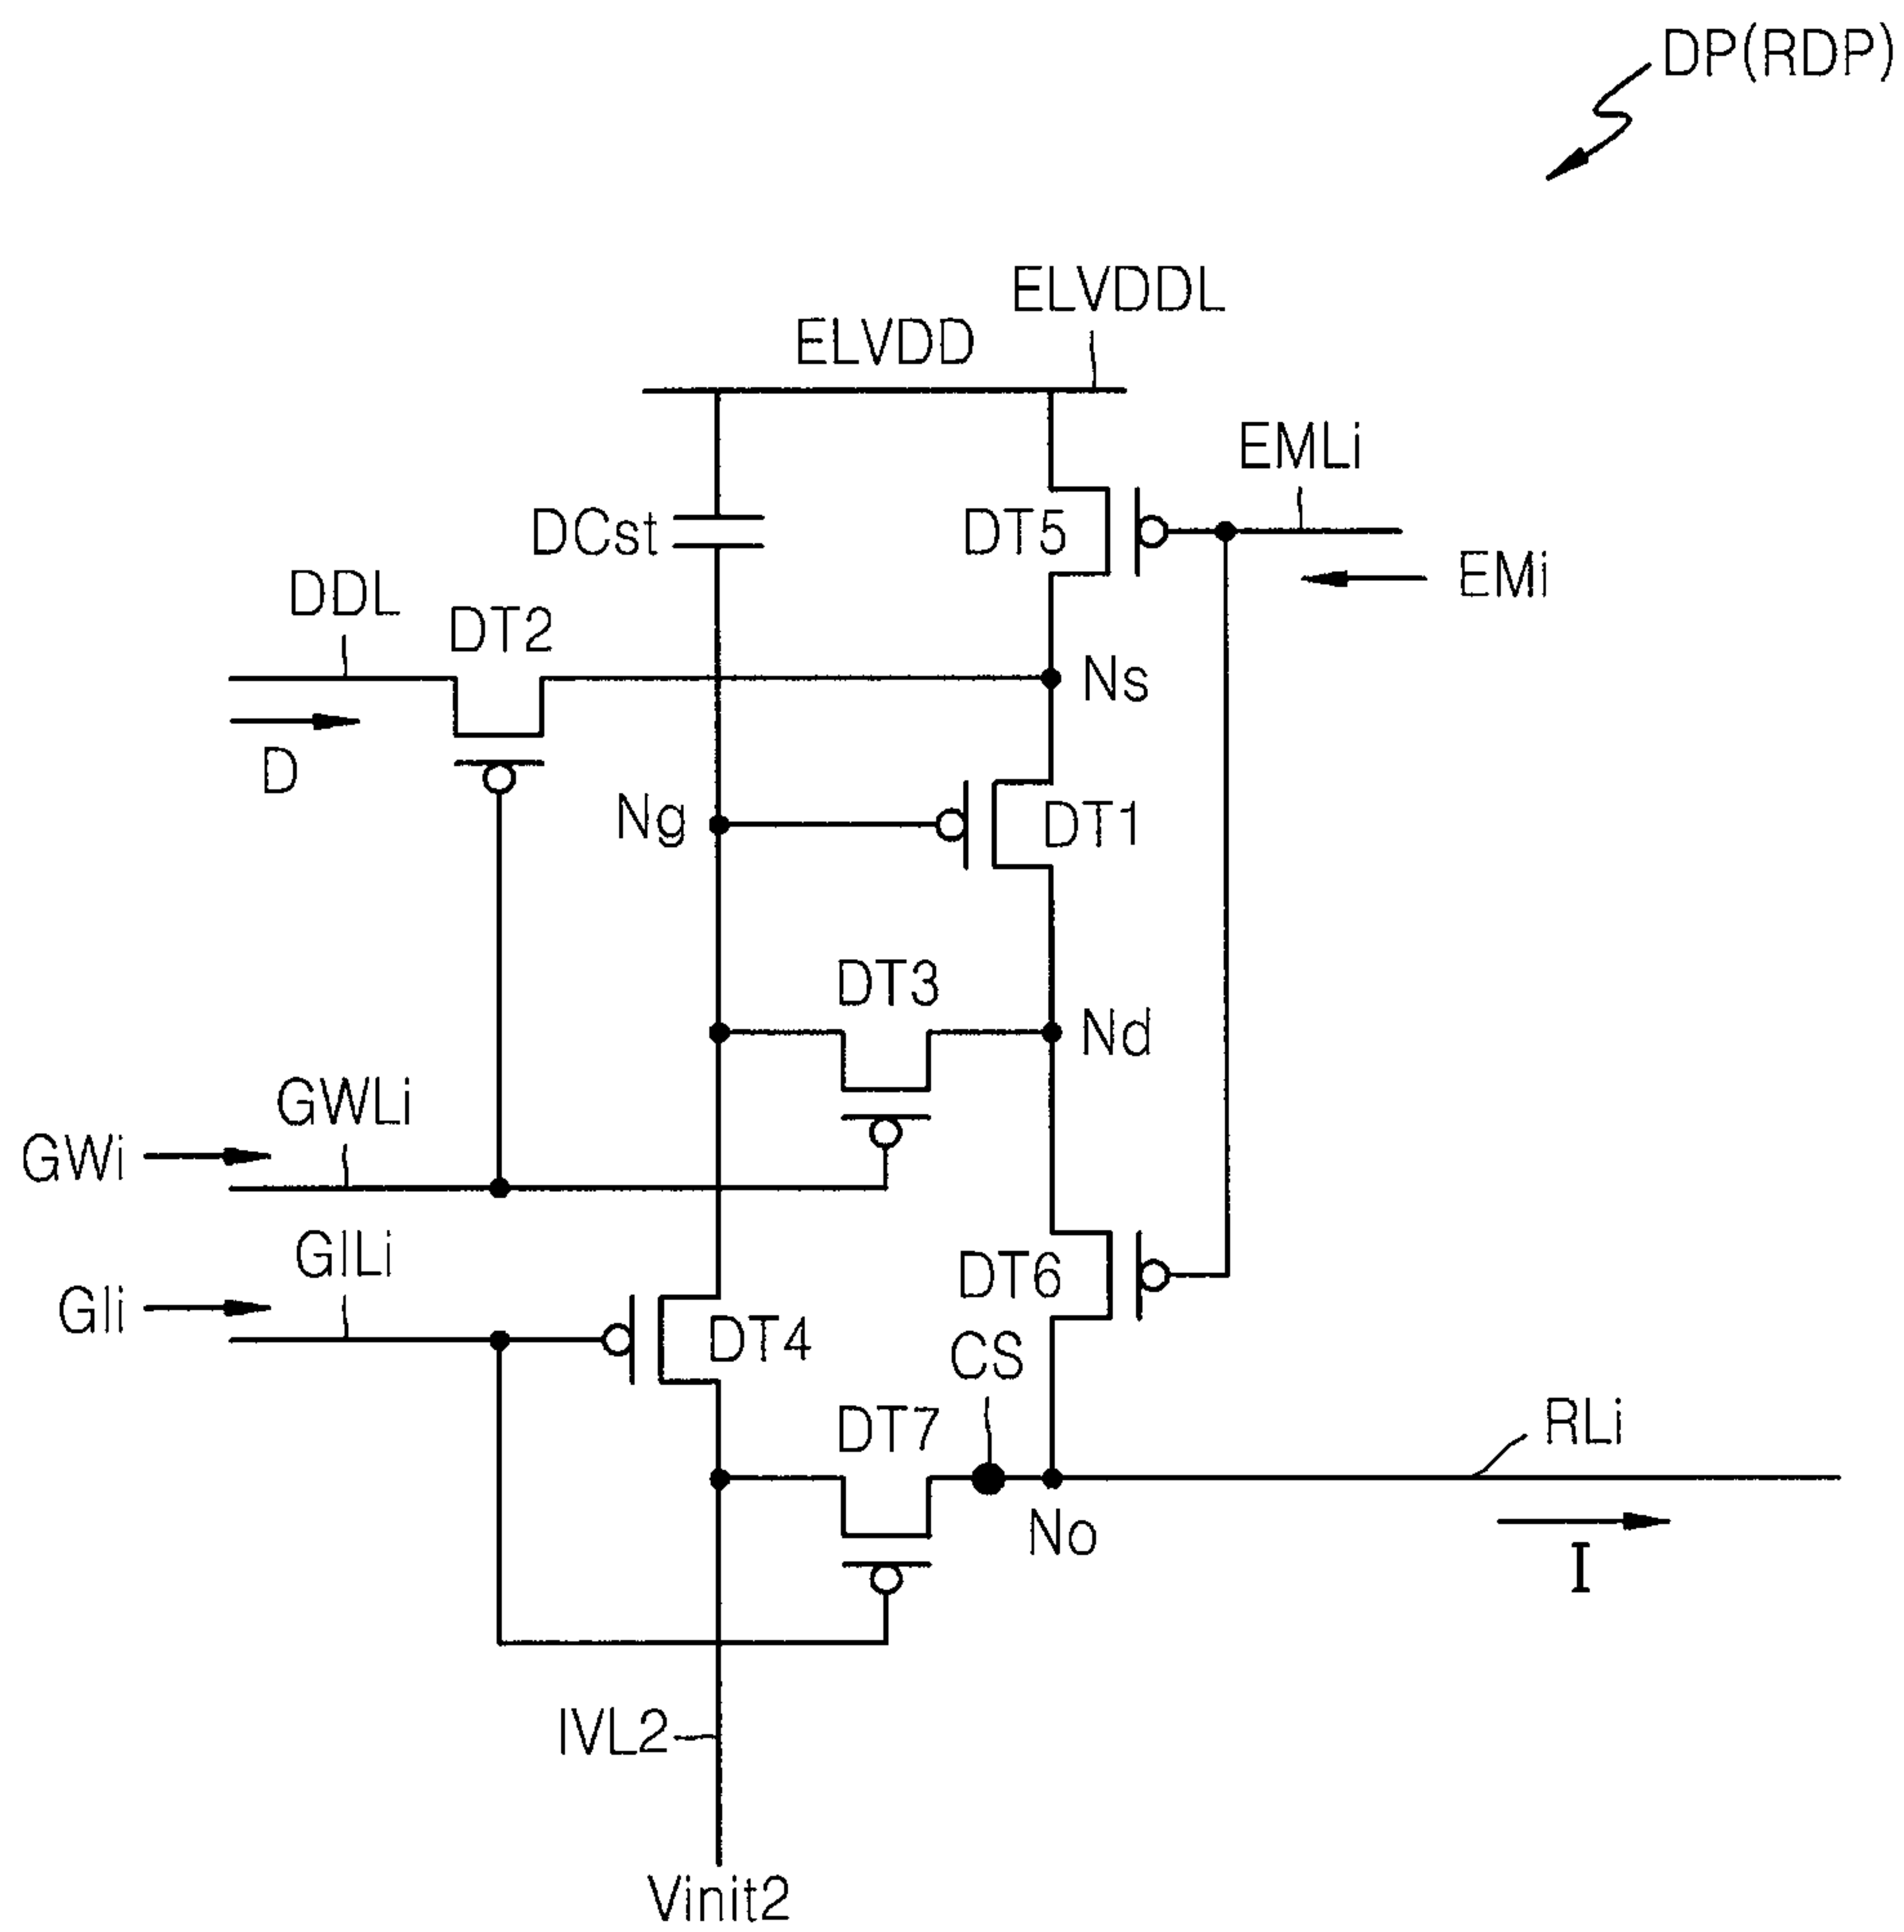 DP(RDP)
ELVDDL
ELVDD
EMLi
DCst
DT5
EMi
DDL
DT2
Ns
D
Ng
DT1
DT3
Nd
GWLi
GWi
GILi
DT6
GIi
DT4
CS
DT7
RLi
No
I
IVL2
Vinit2